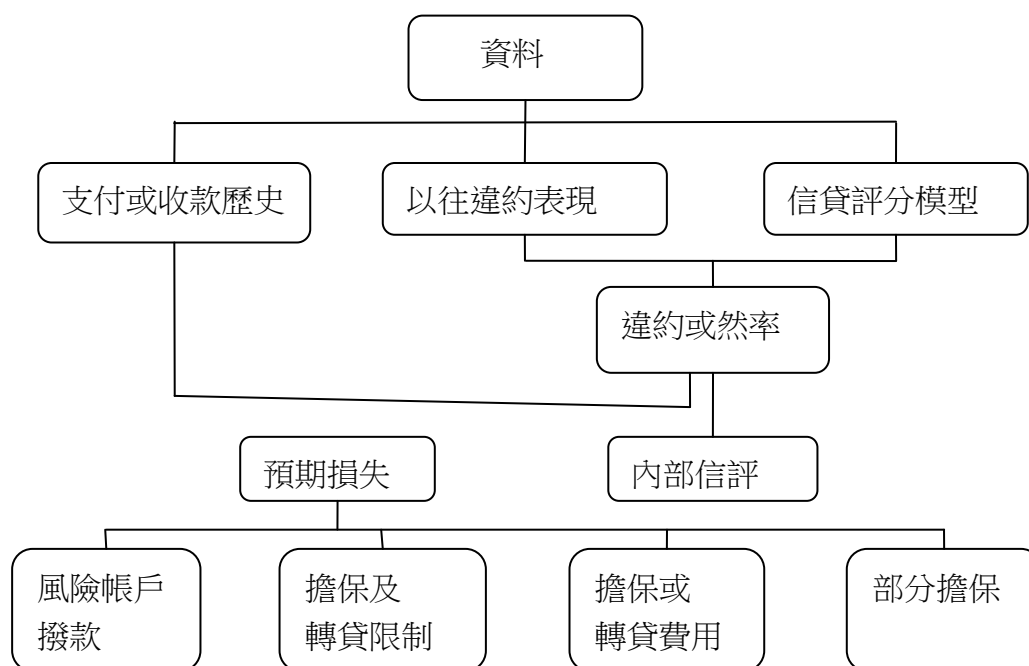 資料
支付或收款歷史
以往違約表現
信貸評分模型
違約或然率
預期損失
內部信評
風險帳戶
撥款
擔保及
轉貸限制
擔保或
轉貸費用
部分擔保